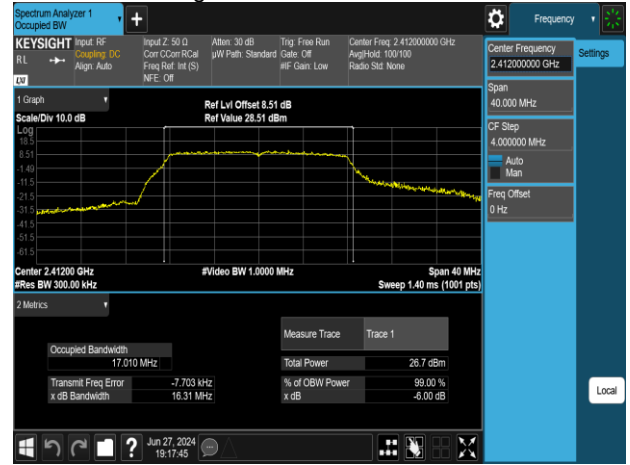 Spectrum Analyzer 1
Occupied BW
Frequency
KEYSIGHT
RL
LXI
Input: RF
Coupling: DC
Align: Auto
Input Z: 50 Ω
Corr CCorr RCal
Freq Ref: Int (S)
NFE: Off
Atten: 30 dB
µW Path: Standard
Trig: Free Run
Gate: Off
#IF Gain: Low
Center Freq: 2.412000000 GHz
Avg|Hold: 100/100
Radio Std: None
Center Frequency
2.412000000 GHz
Settings
Span
40.000 MHz
CF Step
4.000000 MHz
Auto
Man
Freq Offset
0 Hz
Local
1 Graph
Scale/Div 10.0 dB
Ref Lvl Offset 8.51 dB
Ref Value 28.51 dBm
Log
18.5
8.51
-1.49
-11.5
-21.5
-31.5
-41.5
-51.5
-61.5
Center 2.41200 GHz
#Video BW 1.0000 MHz
Span 40 MHz
#Res BW 300.00 kHz
Sweep 1.40 ms (1001 pts)
2 Metrics
Measure Trace
Trace 1
Occupied Bandwidth
17.010 MHz
Total Power
26.7 dBm
Transmit Freq Error
-7.703 kHz
% of OBW Power
99.00 %
x dB Bandwidth
16.31 MHz
x dB
-6.00 dB
?
Jun 27, 2024
19:17:45